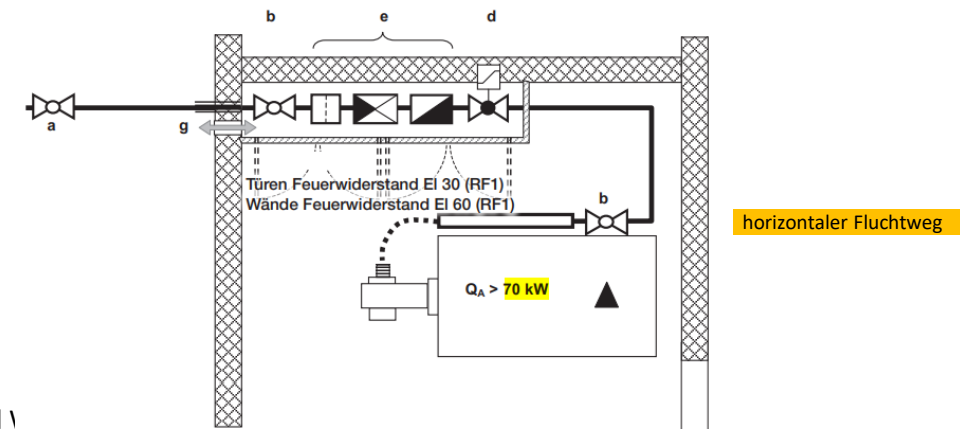 b e d
a
g
Türen Feuerwiderstand EI 30 (RF1)
Wände Feuerwiderstand EI 60 (RF1)
b
horizontaler Fluchtweg
QA > 70 kW